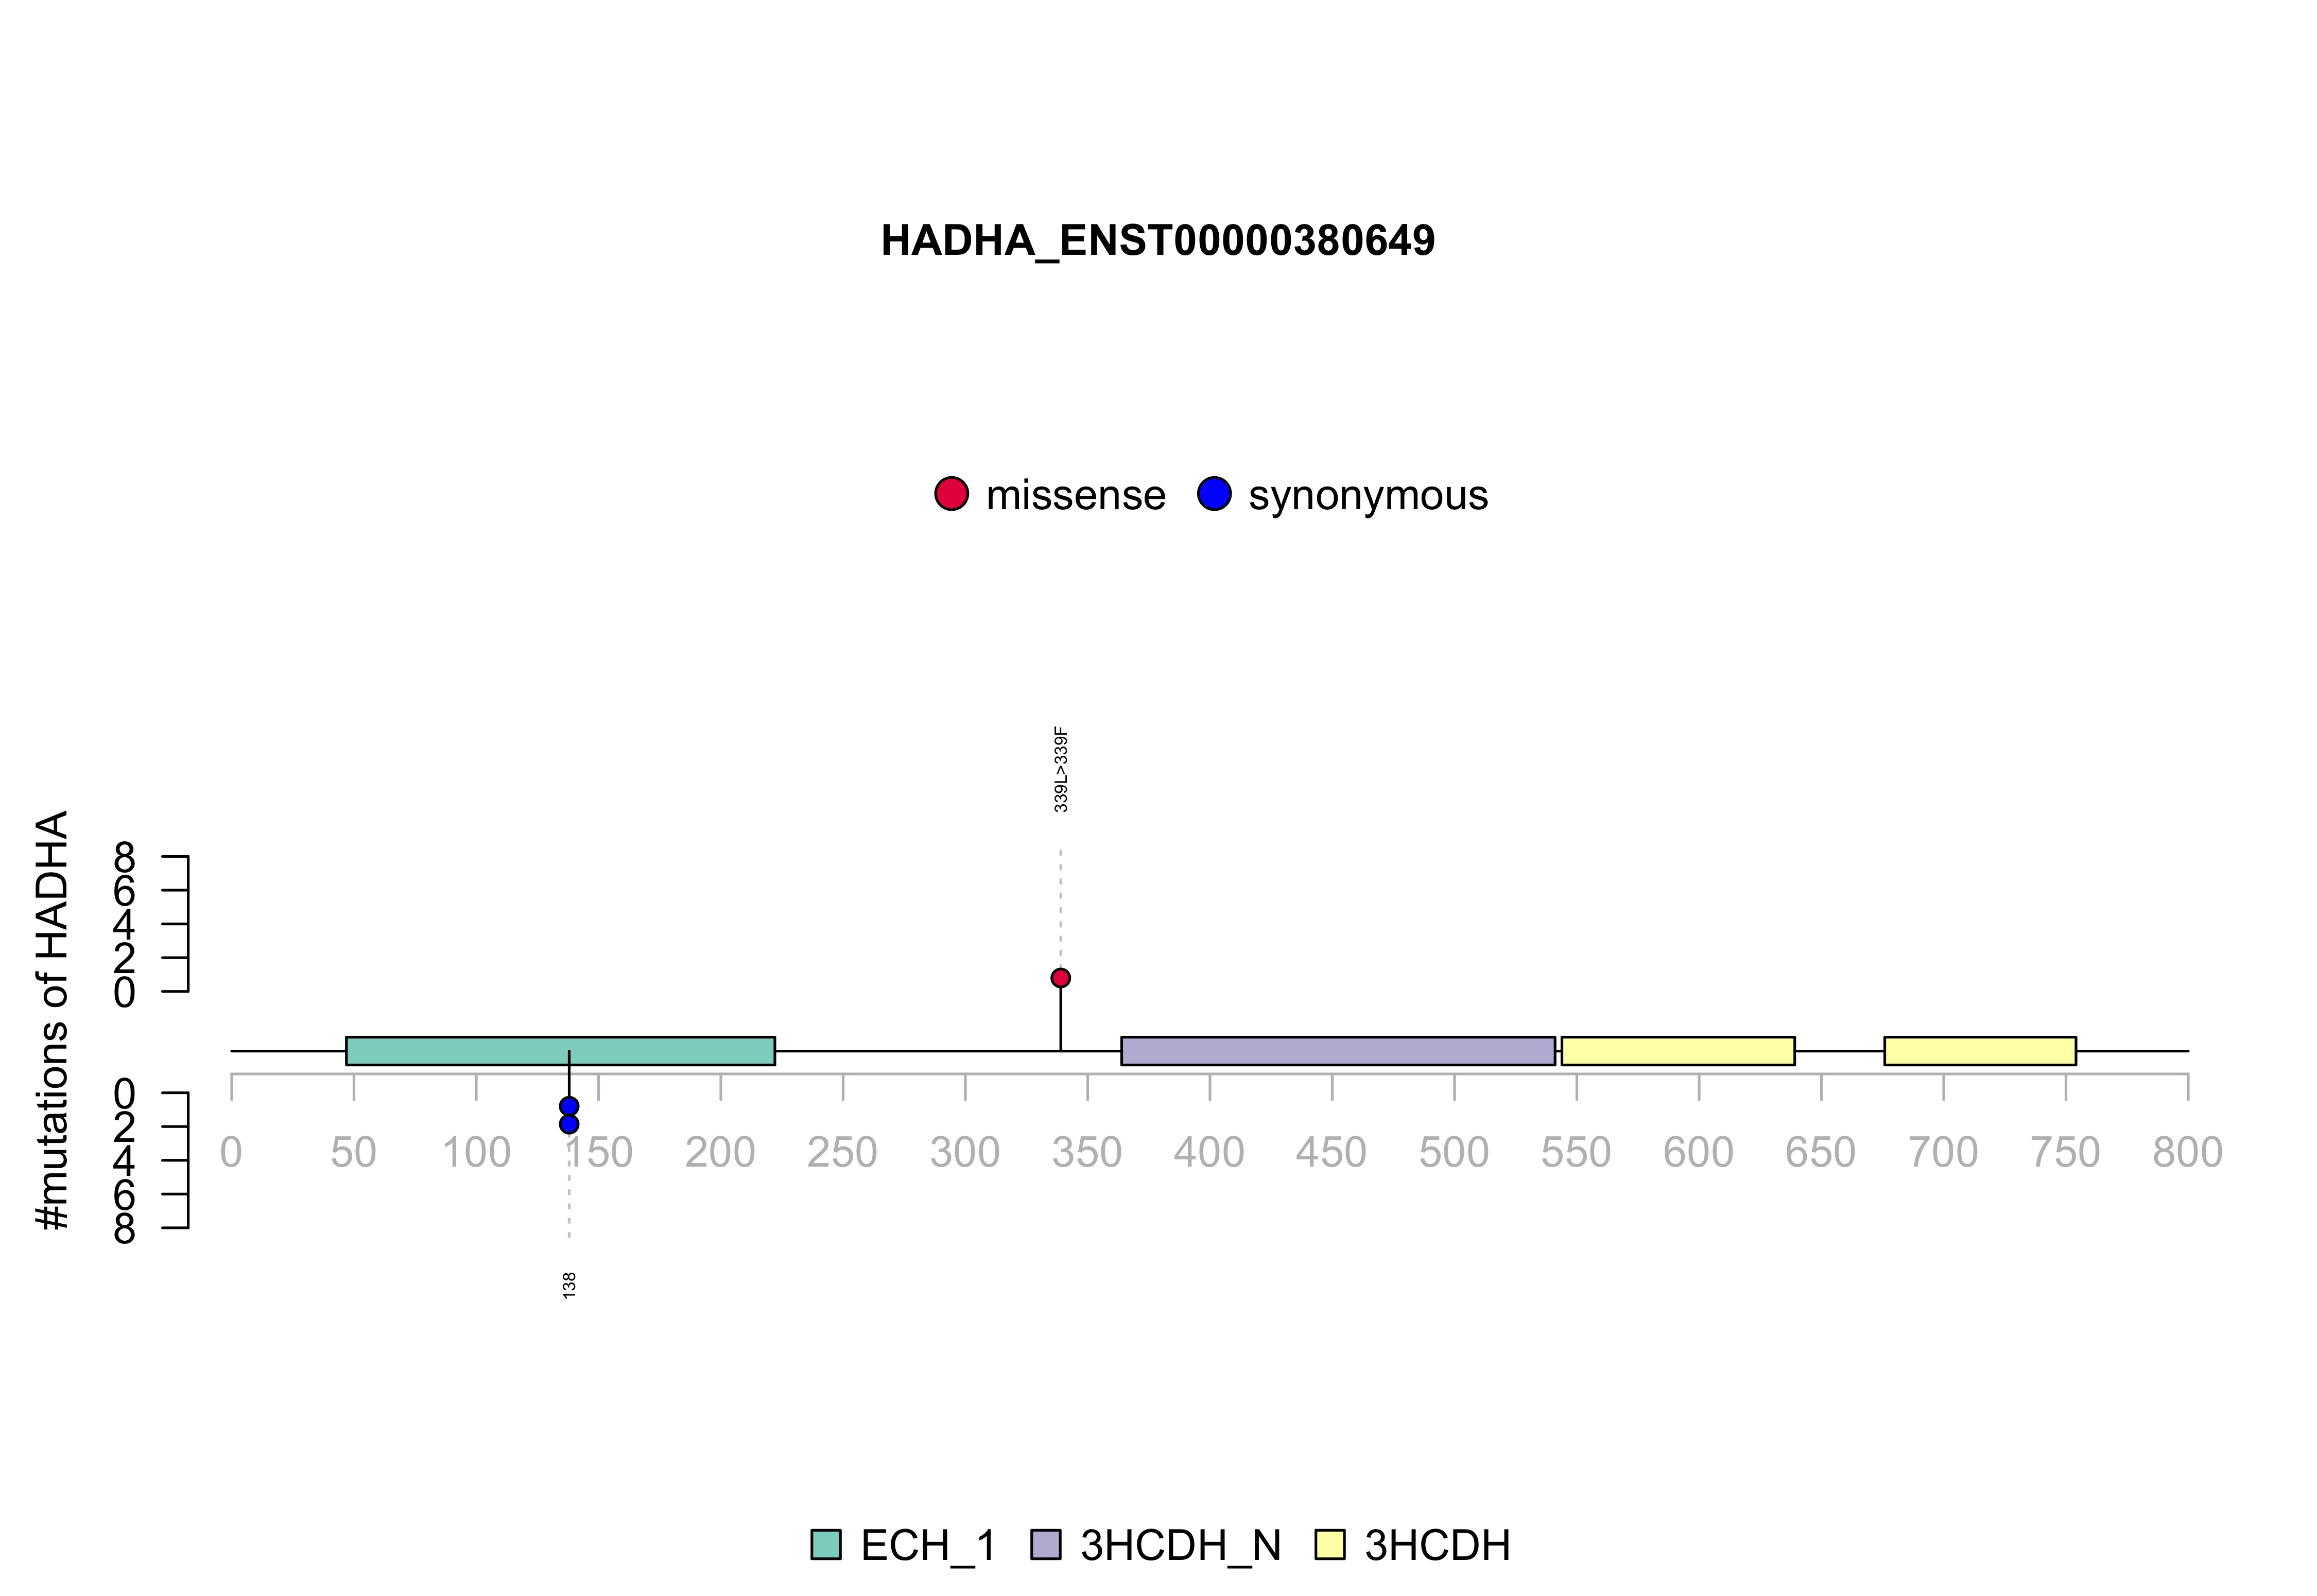 HADHA_ENST00000380649
missense synonymous
339L>339F
#mutations of HADHA
8
6
4
2
0
0
2
4
6
8
0 50 100 150 200 250 300 350 400 450 500 550 600 650 700 750 800
138
ECH_1 3HCDH_N 3HCDH